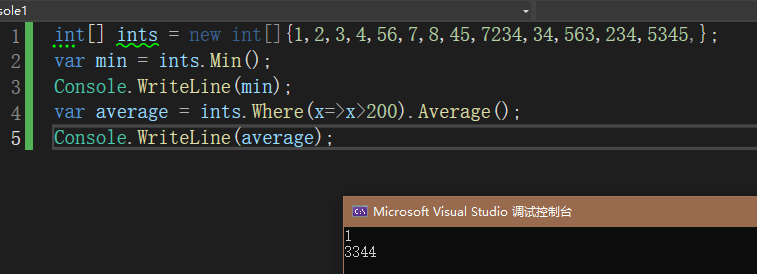 sole1
1 int[] ints = new int[]{1,2,3,4,56,7,8,45,7234,34,563,234,5345,};
2 var min = ints.Min();
3 Console.WriteLine(min);
4 var average = ints.Where(x=>x>200).Average();
5 Console.WriteLine(average);
C:\ Microsoft Visual Studio 调试控制台
1
3344